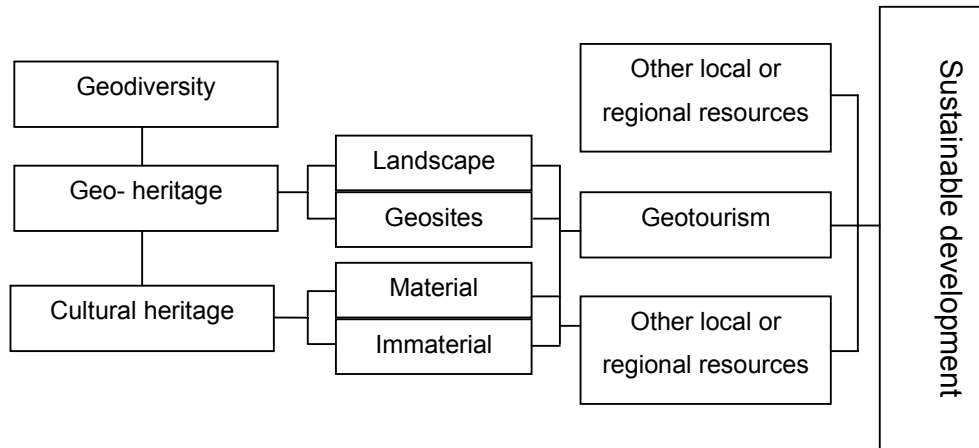 Geodiversity
Geo- heritage
Cultural heritage
Landscape
Geosites
Material
Immaterial
Other local or
regional resources
Geotourism
Other local or
regional resources
Sustainable development